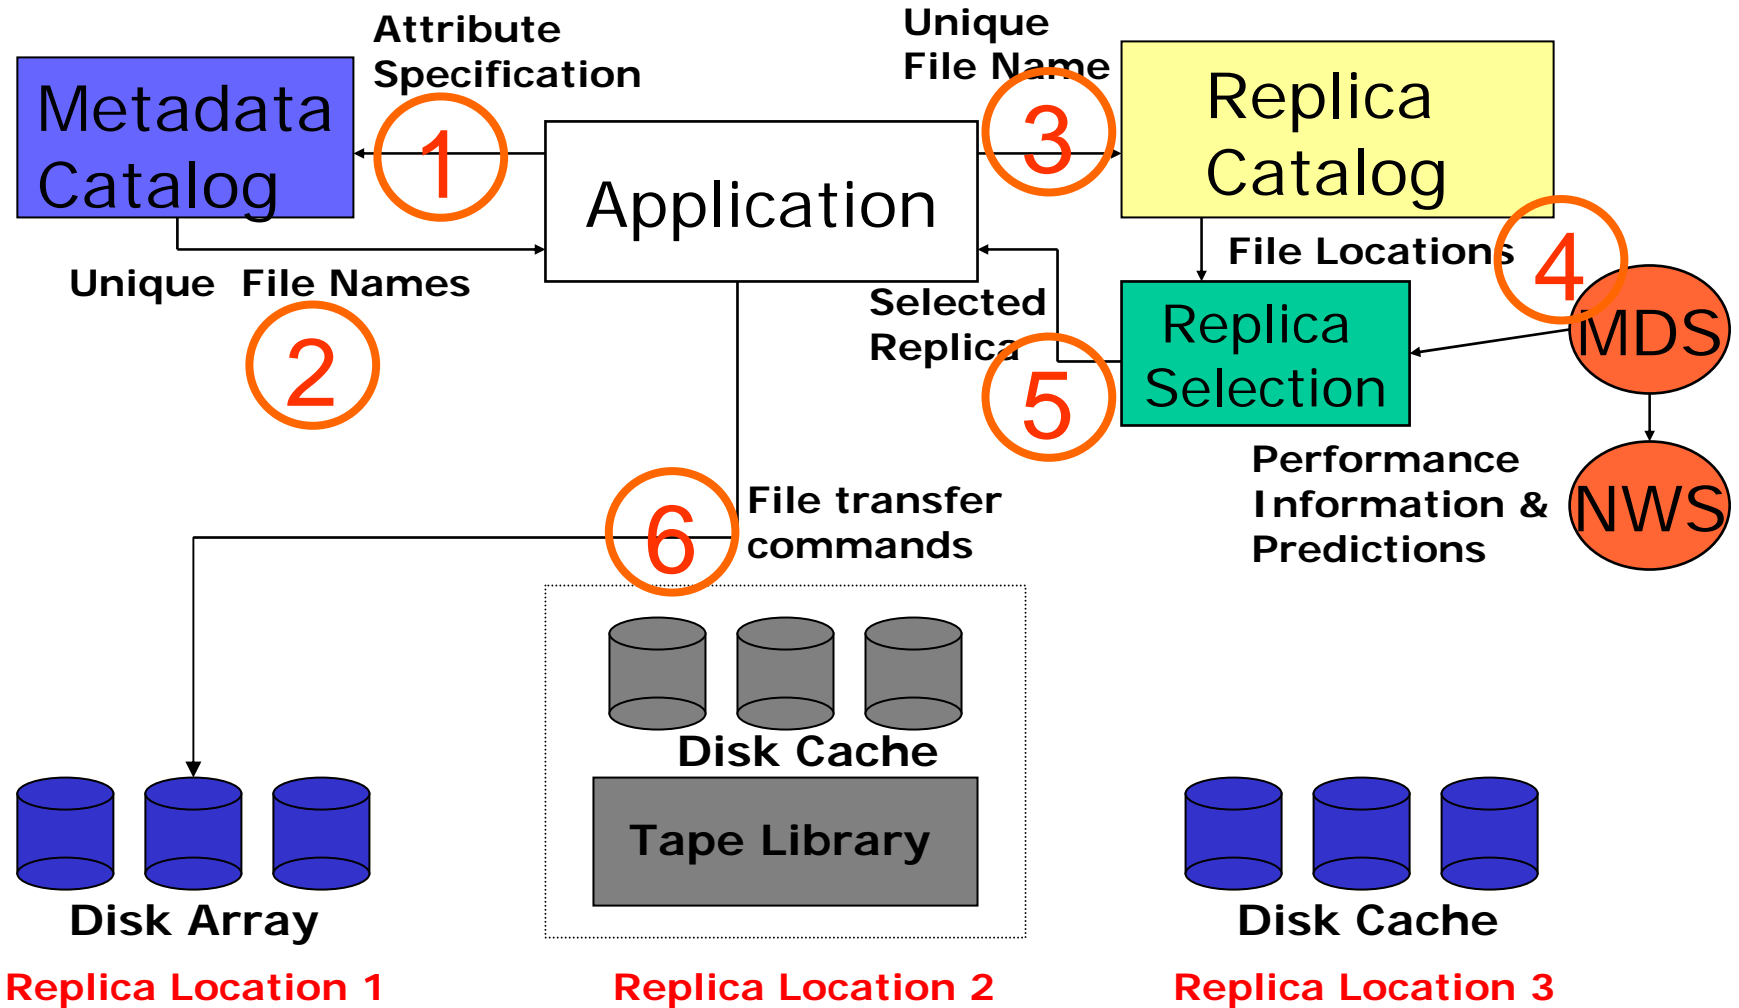 Attribute
Specification
Unique
File Name
Metadata
Catalog
1
Application
3
Replica
Catalog
Unique File Names
2
File Locations
4
Selected
Replica
5
Replica
Selection
MDS
Performance
Information &
Predictions
NWS
6
File transfer
commands
Disk Cache
Tape Library
Disk Array
Disk Cache
Replica Location 1
Replica Location 2
Replica Location 3